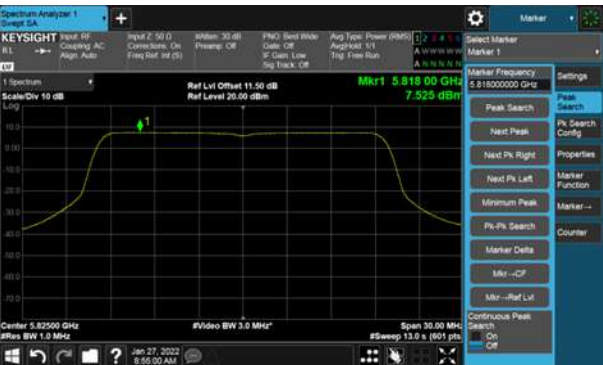 Spectrum Analyzer 1
Swept SA
Marker
KEYSIGHT
Input: RF
Coupling: AC
Align: Auto
Input Z: 50 Ω
Corrections: On
Freq Ref: Int (S)
#Atten: 30 dB
Preamp: Off
PNO: Best Wide
Gate: Off
IF Gain: Low
Sig Track: Off
Avg Type: Power (RMS)
Avg|Hold: 1/1
Trig: Free Run
1 2 3 4 5 6
A W W W W W
A N N N N N
RL
Select Marker
Marker 1
1 Spectrum
Scale/Div 10 dB
Ref Lvl Offset 11.50 dB
Ref Level 20.00 dBm
Mkr1 5.818 00 GHz
7.525 dBm
Log
10.0
0.00
-10.0
-20.0
-30.0
-40.0
-70.0
1
Center 5.82500 GHz
#Res BW 1.0 MHz
#Video BW 3.0 MHz*
Span 30.00 MHz
#Sweep 13.0 s (601 pts
Marker Frequency
5.818000000 GHz
Peak Search
Next Peak
Next Pk Right
Next Pk Left
Minimum Peak
Pk-Pk Search
Marker Delta
Mkr→CF
Mkr→Ref Lvl
Continuous Peak
Search
On
Off
Settings
Peak
Search
Pk Search
Config
Properties
Marker
Function
Marker→
Counter
Jan 27, 2022
8:55:00 AM